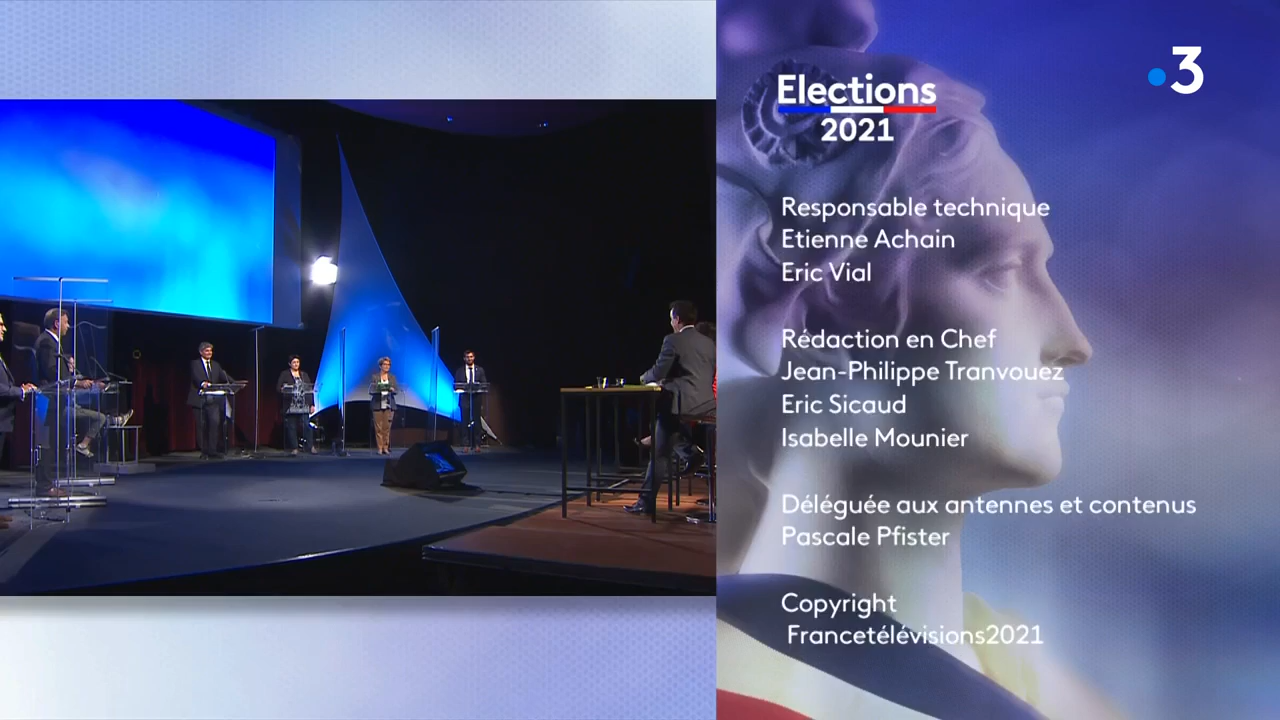 3
Elections
2021
Responsable technique
Etienne Achain
Eric Vial
Rédaction en Chef
Jean-Philippe Tranvouez
Eric Sicaud
Isabelle Mounier
Déléguée aux antennes et contenus
Pascale Pfister
Copyright
Francetélévisions2021